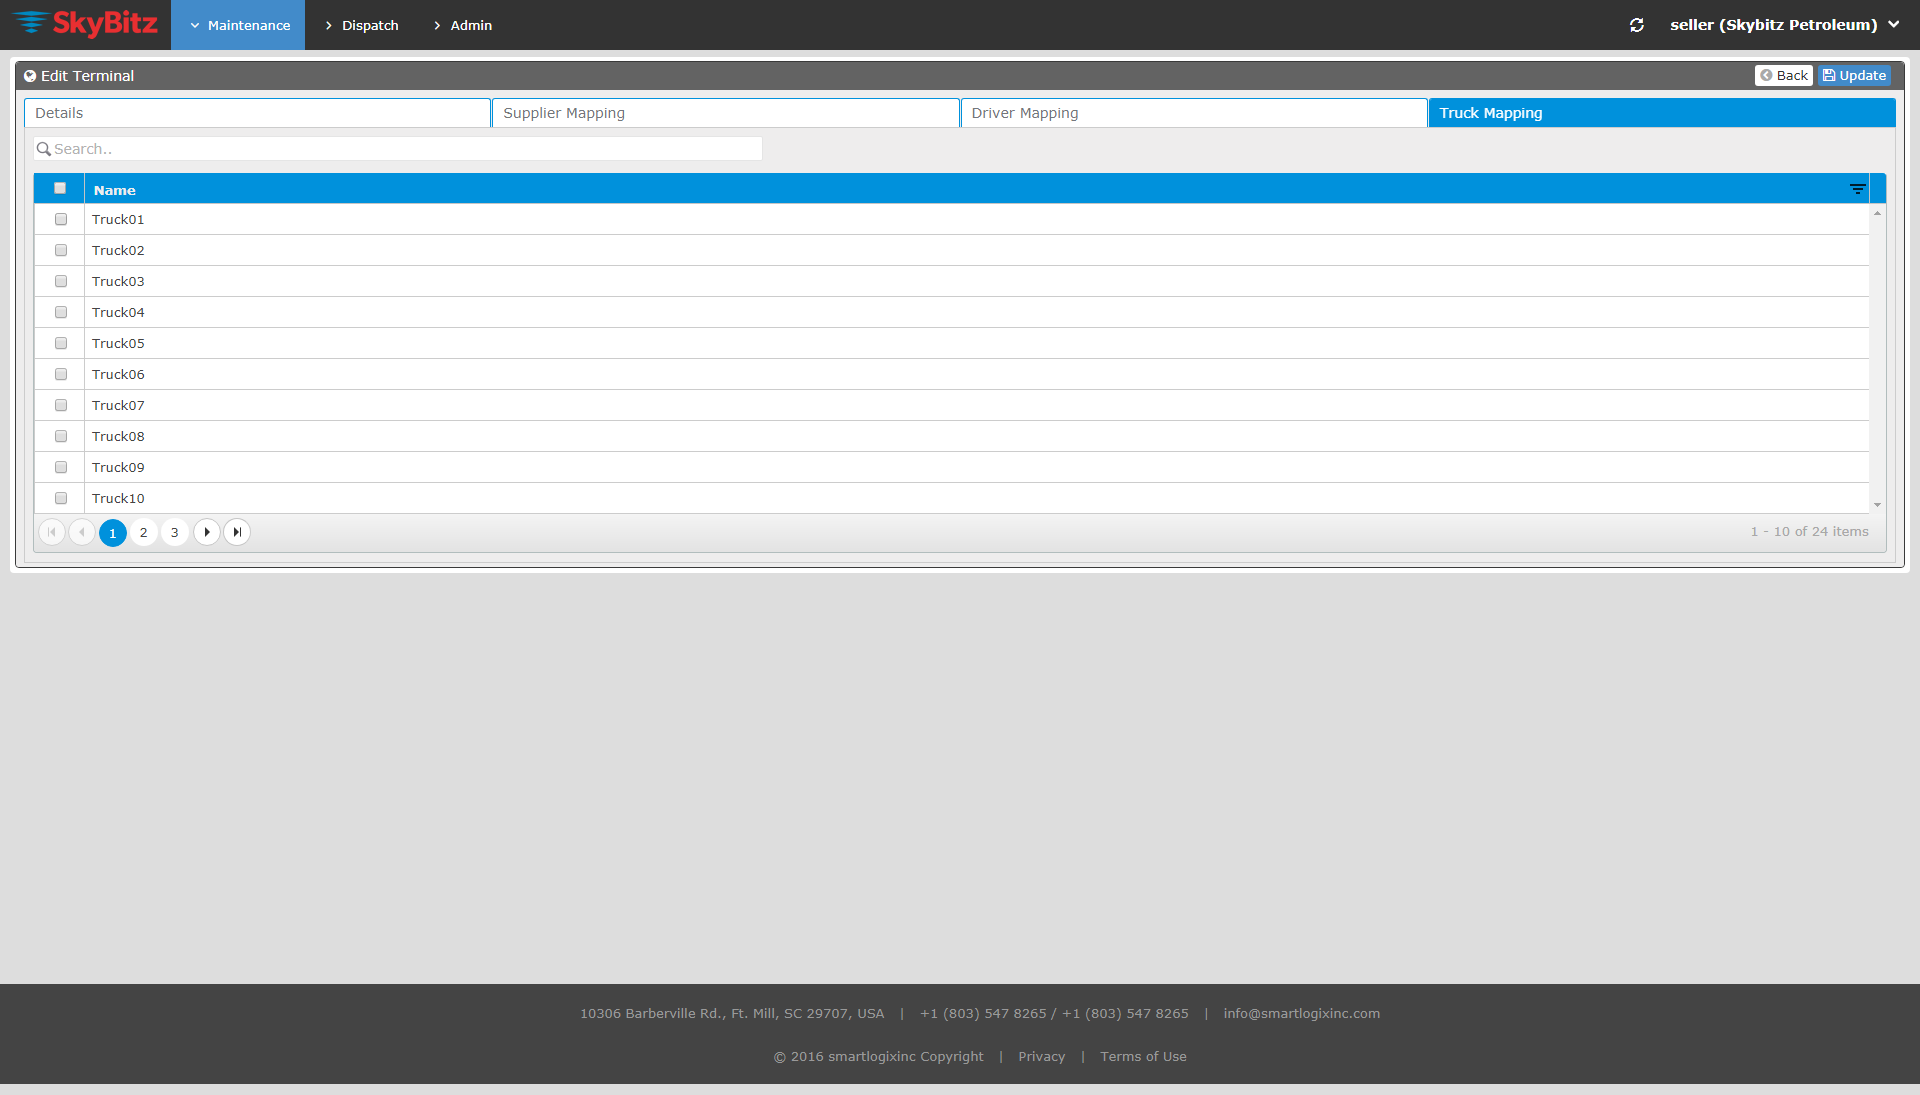 SkyBitz Maintenance Dispatch Admin seller (Skybitz Petroleum)
Edit Terminal Back Update
Details Supplier Mapping Driver Mapping Truck Mapping
Search..
Name
Truck01
Truck02
Truck03
Truck04
Truck05
Truck06
Truck07
Truck08
Truck09
Truck10
1 2 3 1 - 10 of 24 items
10306 Barberville Rd., Ft. Mill, SC 29707, USA | +1 (803) 547 8265 / +1 (803) 547 8265 | info@smartlogixinc.com
© 2016 smartlogixinc Copyright | Privacy | Terms of Use